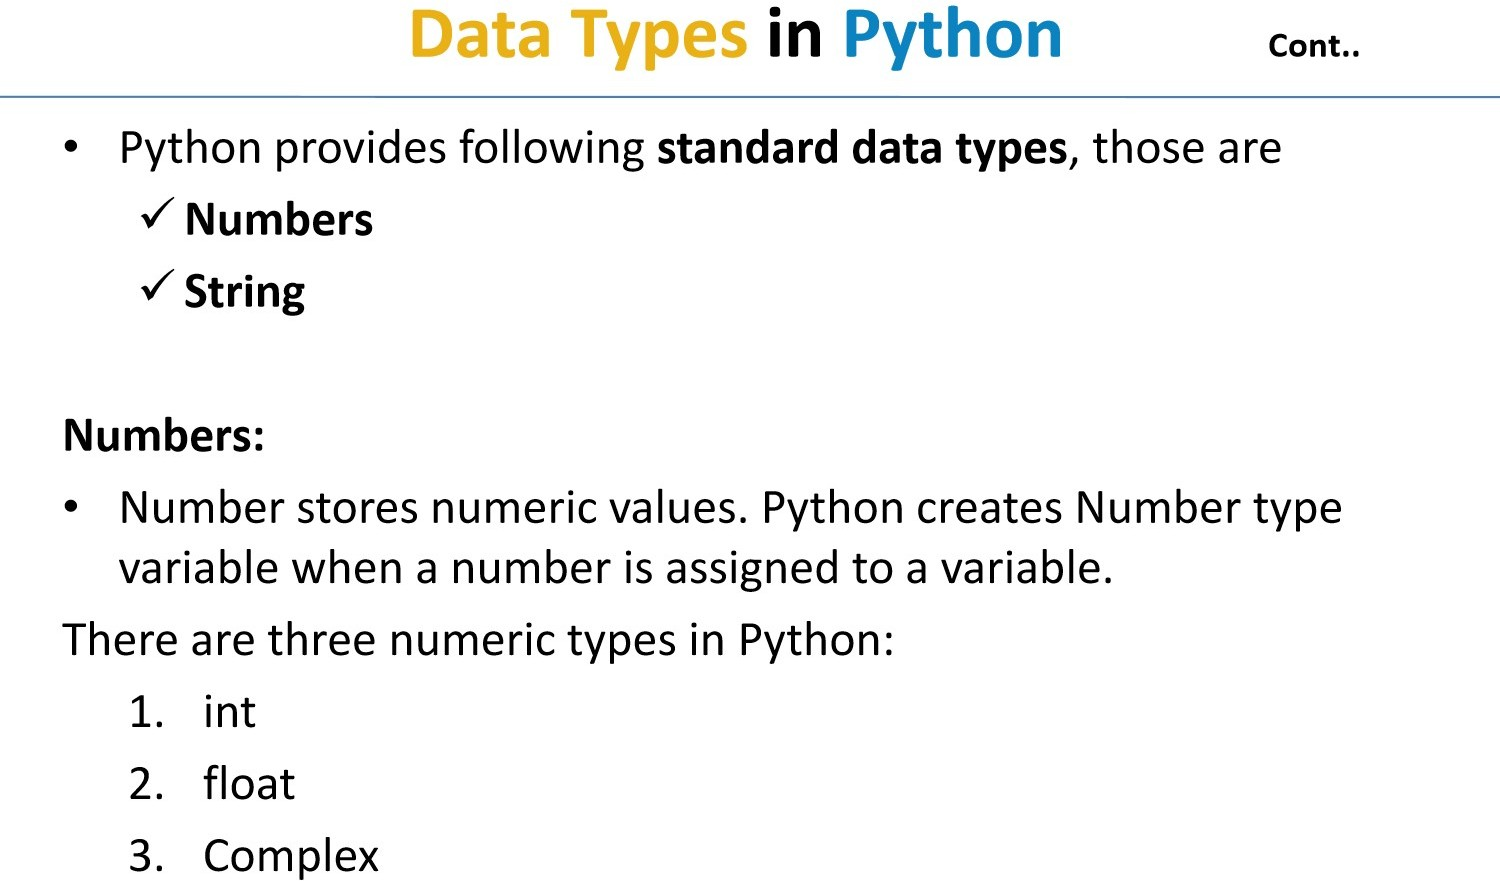 Data Types in Python Cont..
• Python provides following standard data types, those are
✓ Numbers
✓ String
Numbers:
• Number stores numeric values. Python creates Number type
variable when a number is assigned to a variable.
There are three numeric types in Python:
1. int
2. float
3. Complex